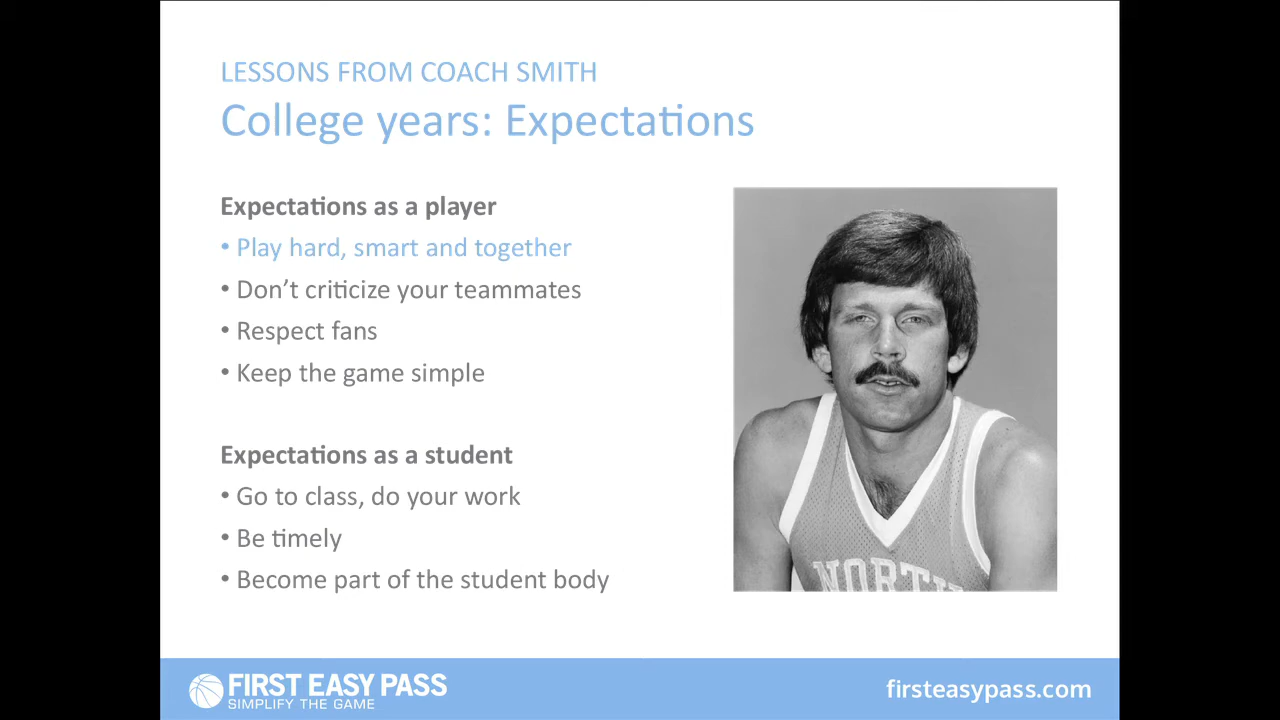 LESSONS FROM COACH SMITH
College years: Expectations
Expectations as a player
• Play hard, smart and together
• Don’t criticize your teammates
• Respect fans
• Keep the game simple
Expectations as a student
• Go to class, do your work
• Be timely
• Become part of the student body
NORTH
FIRST EASY PASS
SIMPLIFY THE GAME
firsteasypass.com